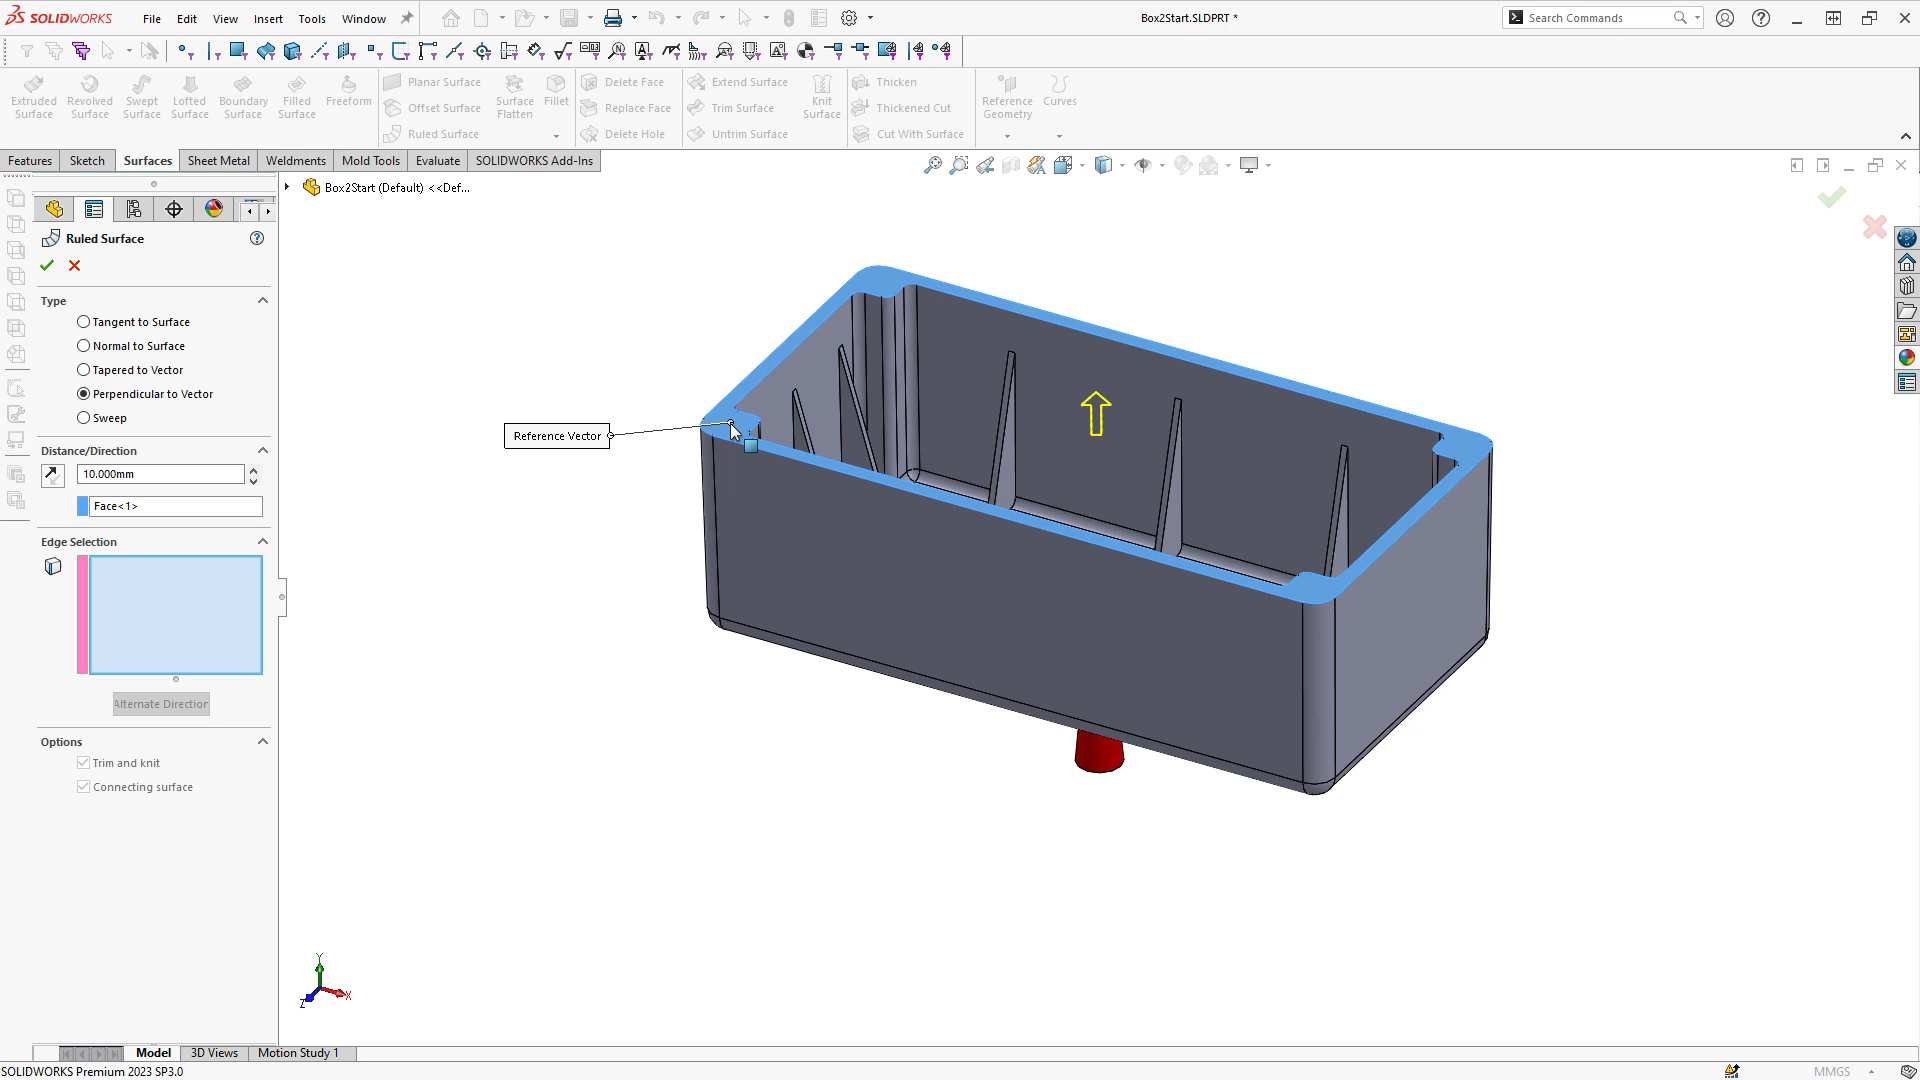 SOLIDWORKS
File Edit View Insert Tools Window
Box2Start.SLDPRT *
Search Commands
Extruded Surface
Revolved Surface
Swept Surface
Lofted Surface
Boundary Surface
Filled Surface
Freeform
Planar Surface
Offset Surface
Ruled Surface
Surface Flatten
Fillet
Delete Face
Replace Face
Delete Hole
Extend Surface
Trim Surface
Untrim Surface
Knit Surface
Thicken
Thickened Cut
Cut With Surface
Reference Geometry
Curves
Features Sketch Surfaces Sheet Metal Weldments Mold Tools Evaluate SOLIDWORKS Add-Ins
Box2Start (Default) <<Def...
Ruled Surface
Type
Tangent to Surface
Normal to Surface
Tapered to Vector
Perpendicular to Vector
Sweep
Distance/Direction
10.000mm
Face<1>
Edge Selection
Alternate Direction
Options
Trim and knit
Connecting surface
Reference Vector
Y
X
Z
Model 3D Views Motion Study 1
SOLIDWORKS Premium 2023 SP3.0
MMGS